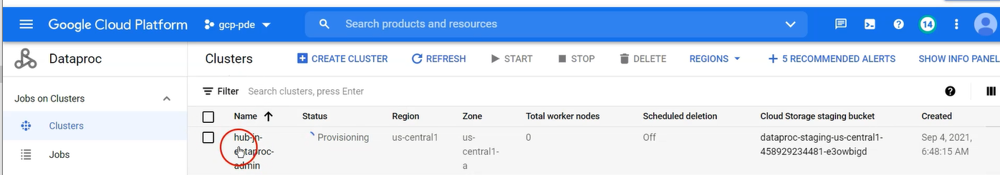 Google Cloud Platform gcp-pde Search products and resources 14
Dataproc Clusters CREATE CLUSTER REFRESH START STOP DELETE REGIONS 5 RECOMMENDED ALERTS SHOW INFO PANEL
Jobs on Clusters
Filter Search clusters, press Enter
Name Status Region Zone Total worker nodes Scheduled deletion Cloud Storage staging bucket Created
Clusters
hub-jn- Provisioning us-central1 us- 0 Off dataproc-staging-us-central1- Sep 4, 2021,
Jobs
dataproc- central1- 458929234481-e3owbigd 6:48:15 AM
admin a